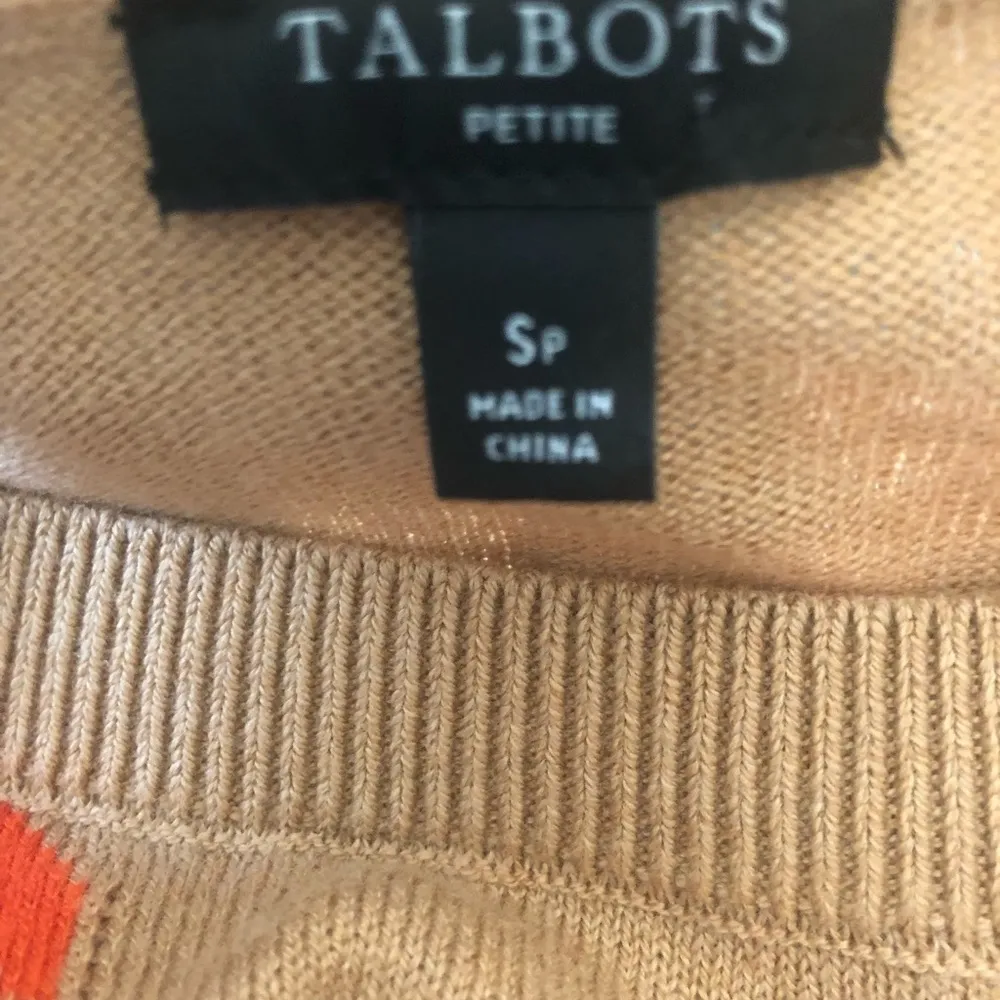 TALBOTS
PETITE
SP
MADE IN
CHINA